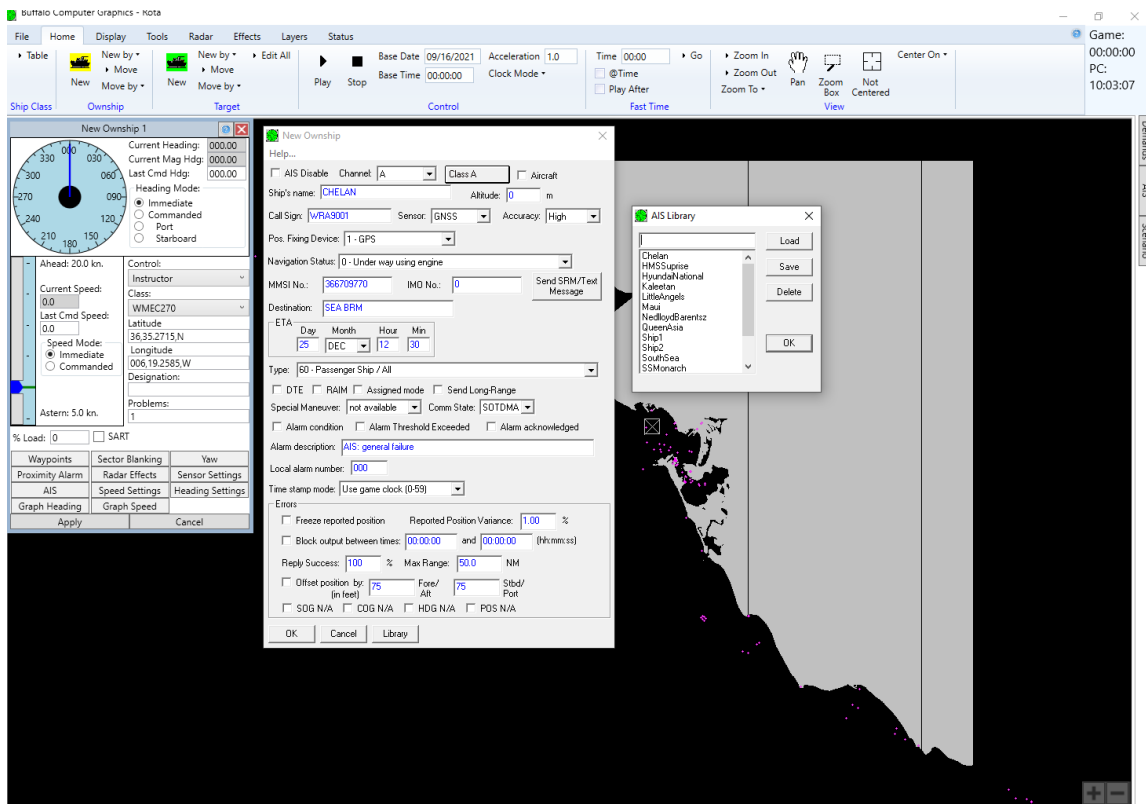 Buffalo Computer Graphics - Rota
File Home Display Tools Radar Effects Layers Status
Game:
00:00:00
PC:
10:03:07
Table
Ship Class
New
New by
Move
Move by
Ownship
New
New by
Move
Move by
Edit All
Target
Play
Stop
Base Date 09/16/2021
Base Time 00:00:00
Acceleration 1.0
Clock Mode
Control
Time 00:00
Go
@Time
Play After
Fast Time
Zoom In
Zoom Out
Zoom To
Pan
Zoom Box
Not Centered
Center On
View
New Ownship 1
000
030
060
090
120
150
180
210
240
270
300
330
Current Heading: 000.00
Current Mag Hdg: 000.00
Last Cmd Hdg: 000.00
Heading Mode:
Immediate
Commanded
Port
Starboard
Ahead: 20.0 kn.
Current Speed:
0.0
Last Cmd Speed:
0.0
Speed Mode:
Immediate
Commanded
Astern: 5.0 kn.
Control:
Instructor
Class:
WMEC270
Latitude
36,35.2715,N
Longitude
006,19.2585,W
Designation:
Problems:
1
% Load: 0 SART
Waypoints Sector Blanking Yaw
Proximity Alarm Radar Effects Sensor Settings
AIS Speed Settings Heading Settings
Graph Heading Graph Speed
Apply Cancel
New Ownship
Help...
AIS Disable Channel: A Class A Aircraft
Ship's name: CHELAN Altitude: 0 m
Call Sign: WRA9001 Sensor: GNSS Accuracy: High
Pos. Fixing Device: 1 - GPS
Navigation Status: 0 - Under way using engine
MMSI No.: 366709770 IMO No.: 0 Send SRM/Text Message
Destination: SEA BRM
ETA
Day Month Hour Min
25 DEC 12 30
Type: 60 - Passenger Ship / All
DTE RAIM Assigned mode Send Long-Range
Special Maneuver: not available Comm State: SOTDMA
Alarm condition Alarm Threshold Exceeded Alarm acknowledged
Alarm description: AIS: general failure
Local alarm number: 000
Time stamp mode: Use game clock (0-59)
Errors
Freeze reported position Reported Position Variance: 1.00 %
Block output between times: 00:00:00 and 00:00:00 (hh:mm:ss)
Reply Success: 100 % Max Range: 50.0 NM
Offset position by: (in feet) 75 Fore/ Aft 75 Stbd/ Port
SOG N/A COG N/A HDG N/A POS N/A
OK Cancel Library
AIS Library
Load
Save
Delete
OK
Chelan
HMSSuprise
HyundaiNational
Kaleetan
LittleAngels
Maui
NedlloydBarentsz
QueenAsia
Ship1
Ship2
SouthSea
SSMonarch
Demands
AIS
Scenario